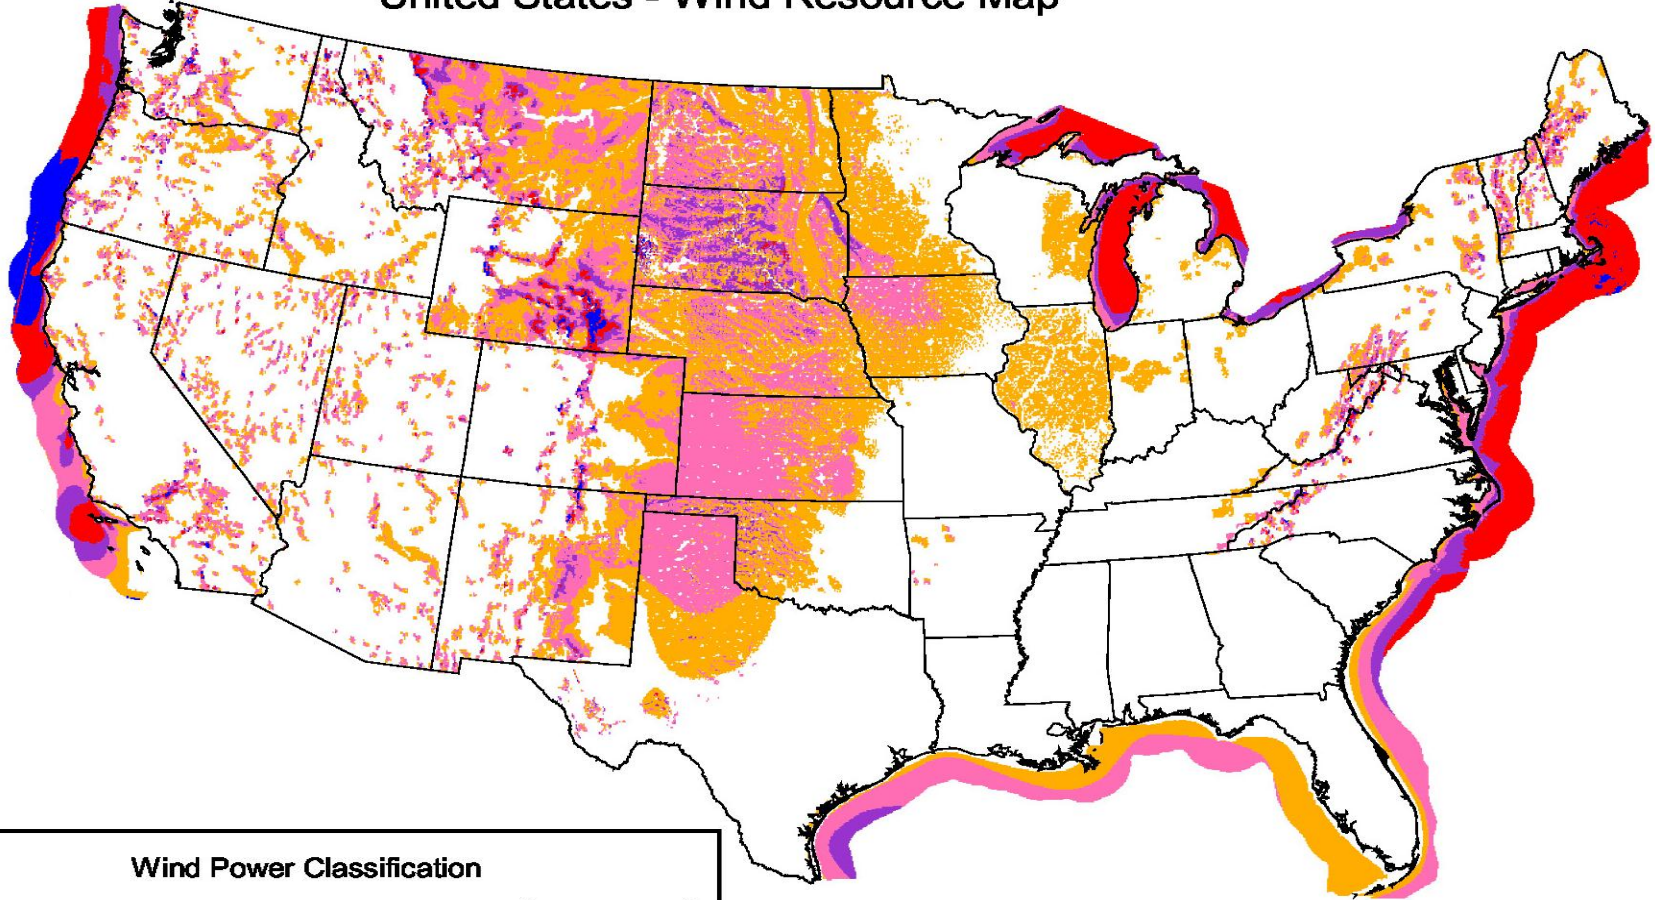 United States - Wind Resource Map
Wind Power Classification